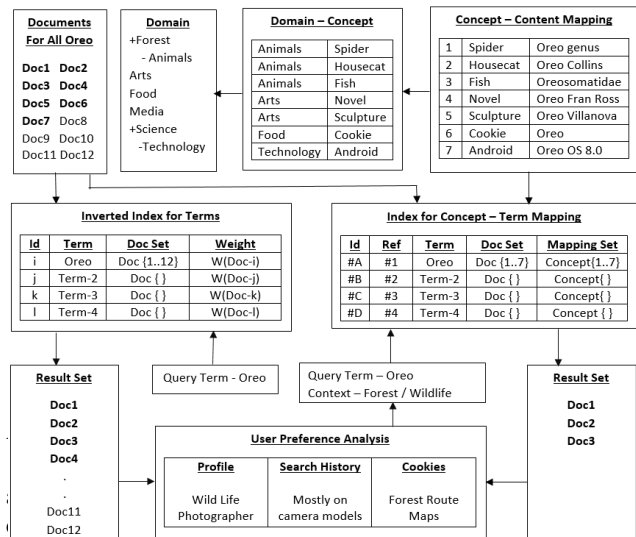 Documents
For All Oreo
Doc1 Doc2
Doc3 Doc4
Doc5 Doc6
Doc7 Doc8
Doc9 Doc10
Doc11 Doc12
Domain
+Forest
- Animals
Arts
Food
Media
+Science
-Technology
Domain – Concept
Animals Spider
Animals Housecat
Animals Fish
Arts Novel
Arts Sculpture
Food Cookie
Technology Android
Concept – Content Mapping
1 Spider Oreo genus
2 Housecat Oreo Collins
3 Fish Oreosomatidae
4 Novel Oreo Fran Ross
5 Sculpture Oreo Villanova
6 Cookie Oreo
7 Android Oreo OS 8.0
Inverted Index for Terms
Id Term Doc Set Weight
i Oreo Doc {1..12} W(Doc-i)
j Term-2 Doc { } W(Doc-j)
k Term-3 Doc { } W(Doc-k)
l Term-4 Doc { } W(Doc-l)
Index for Concept – Term Mapping
Id Ref Term Doc Set Mapping Set
#A #1 Oreo Doc {1..7} Concept{1..7}
#B #2 Term-2 Doc { } Concept{ }
#C #3 Term-3 Doc { } Concept{ }
#D #4 Term-4 Doc { } Concept { }
Result Set
Doc1
Doc2
Doc3
Doc4
.
.
Doc11
Doc12
Query Term - Oreo
Query Term – Oreo
Context – Forest / Wildlife
User Preference Analysis
Profile
Wild Life
Photographer
Search History
Mostly on
camera models
Cookies
Forest Route
Maps
Result Set
Doc1
Doc2
Doc3